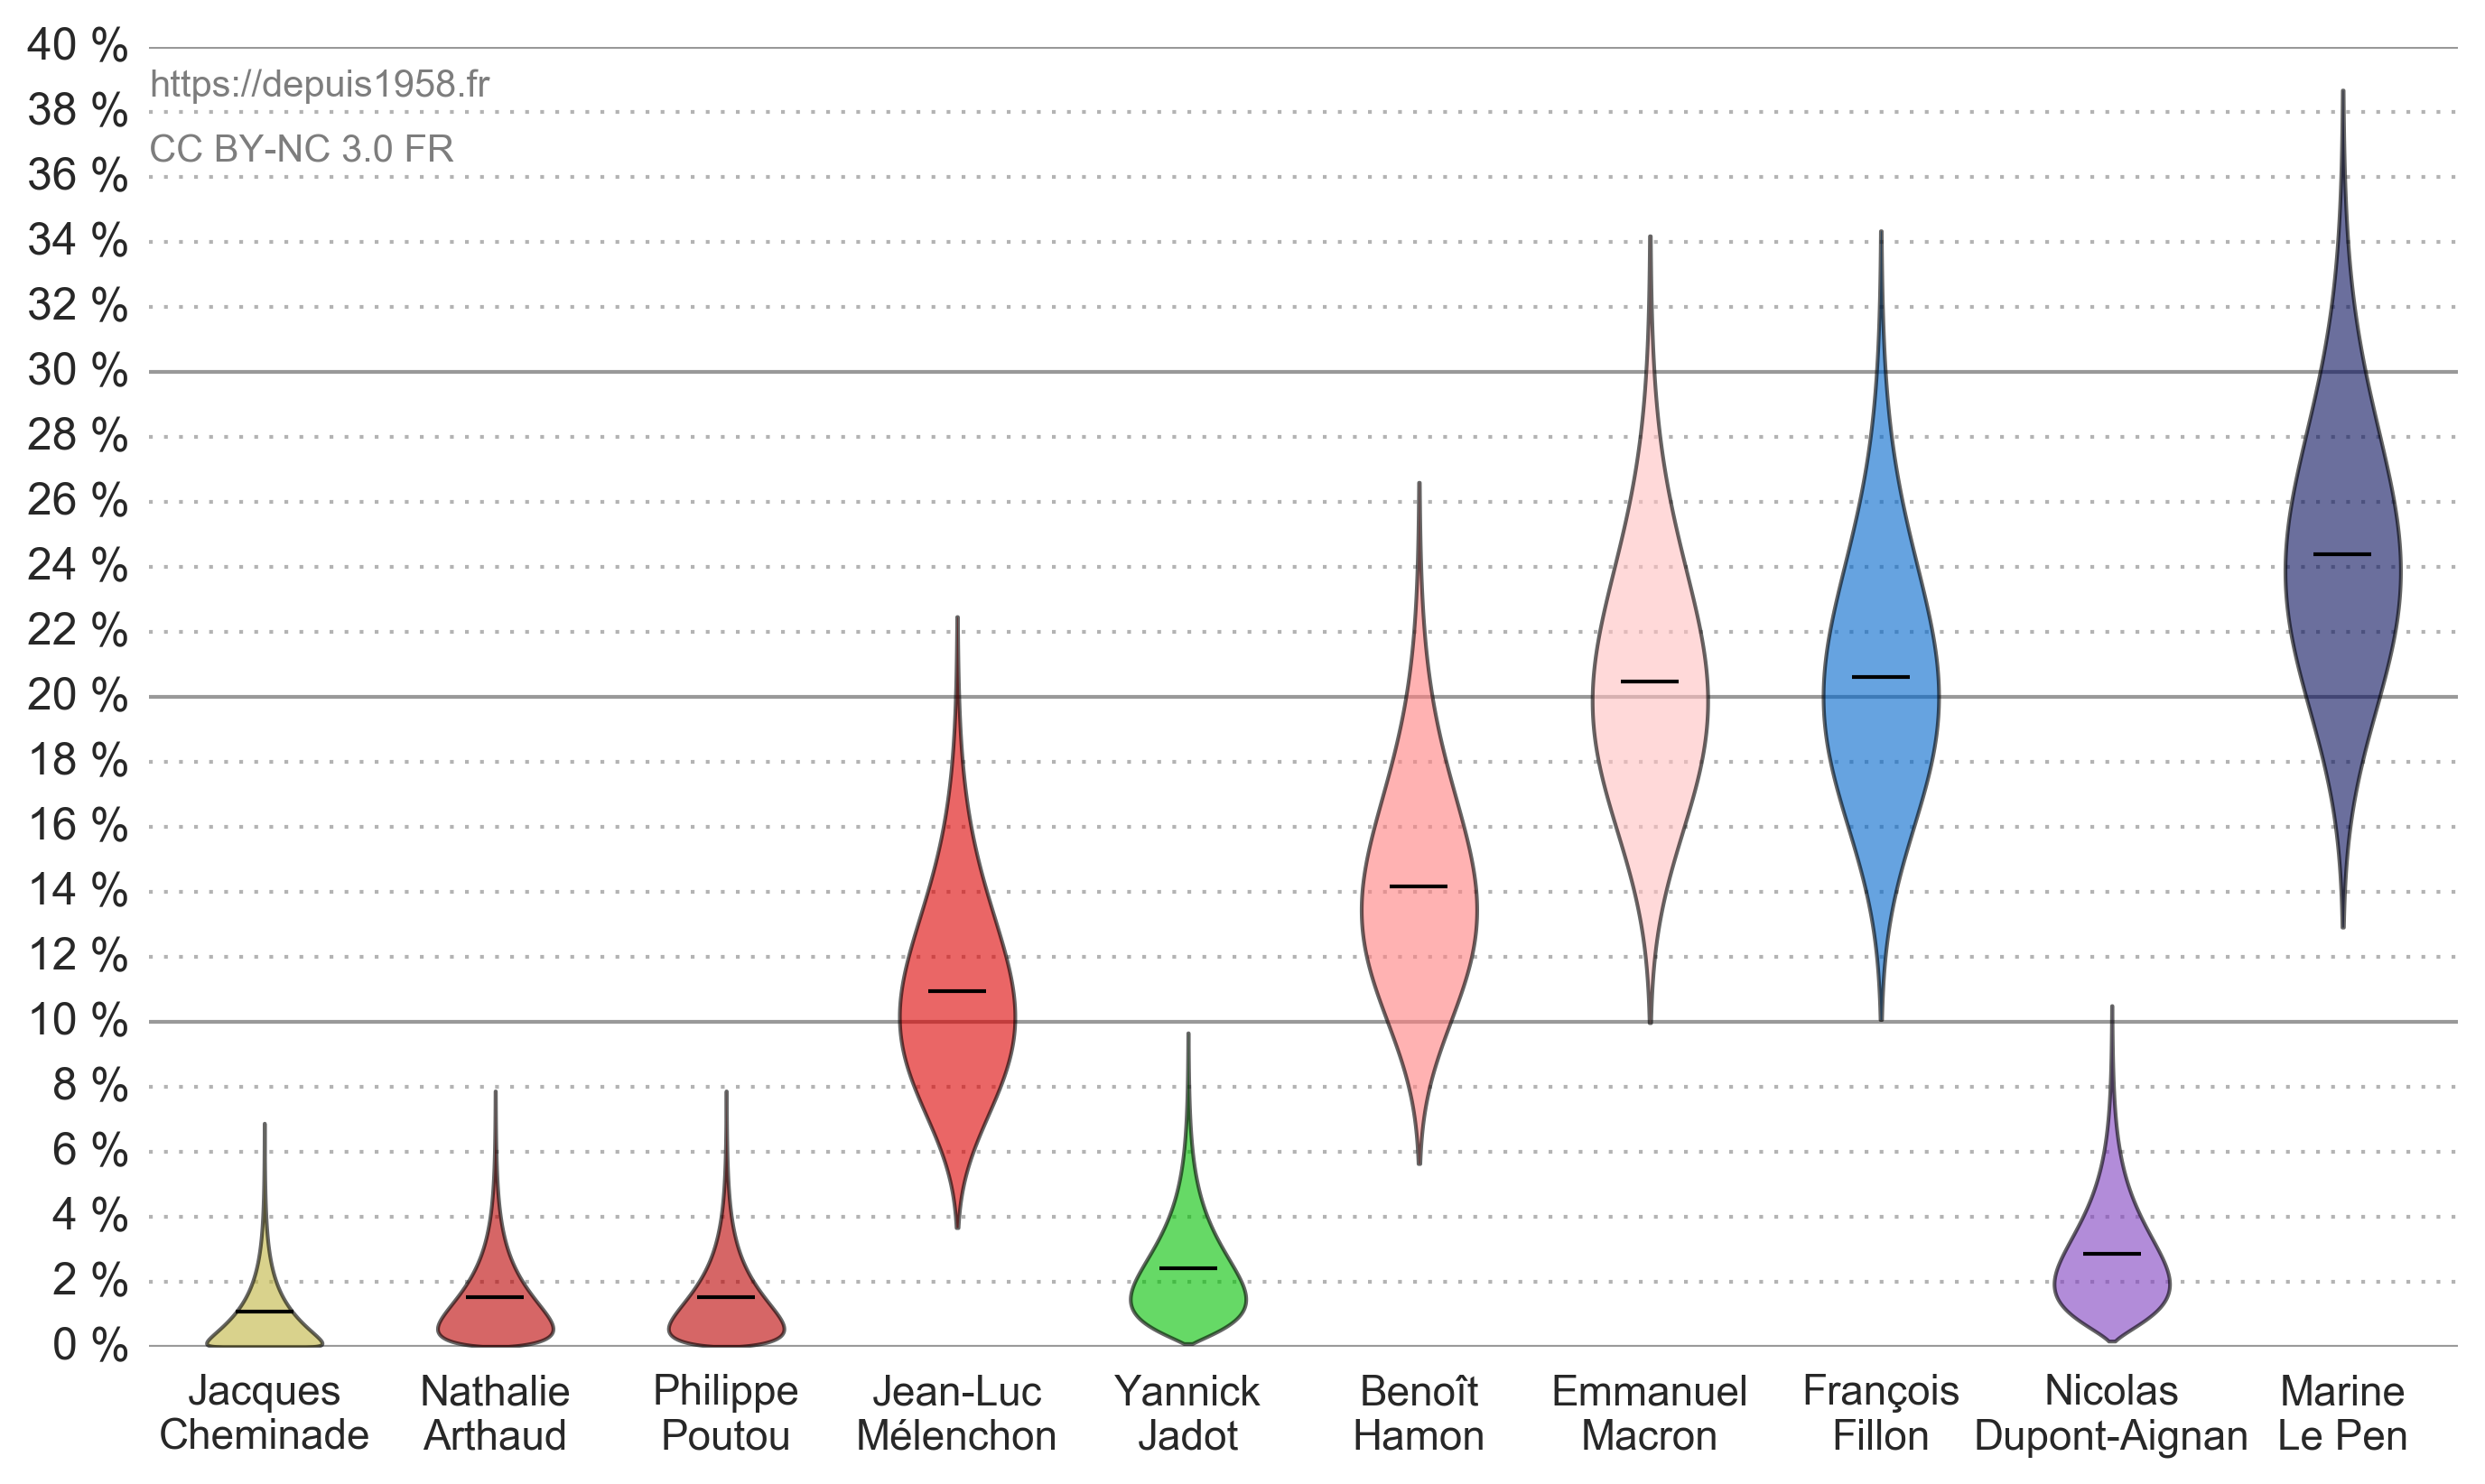 40 %
https://depuis1958.fr
38 %
CC BY-NC 3.0 FR
36 %
34 %
32 %
30 %
28 %
26 %
24 %
22 %
20 %
18 %
16 %
14 %
12 %
10 %
8 %
6 %
4 %
2 %
0 %
Jacques
Cheminade
Nathalie
Arthaud
Philippe
Poutou
Jean-Luc
Mélenchon
Yannick
Jadot
Benoît
Hamon
Emmanuel
Macron
François
Fillon
Nicolas
Dupont-Aignan
Marine
Le Pen